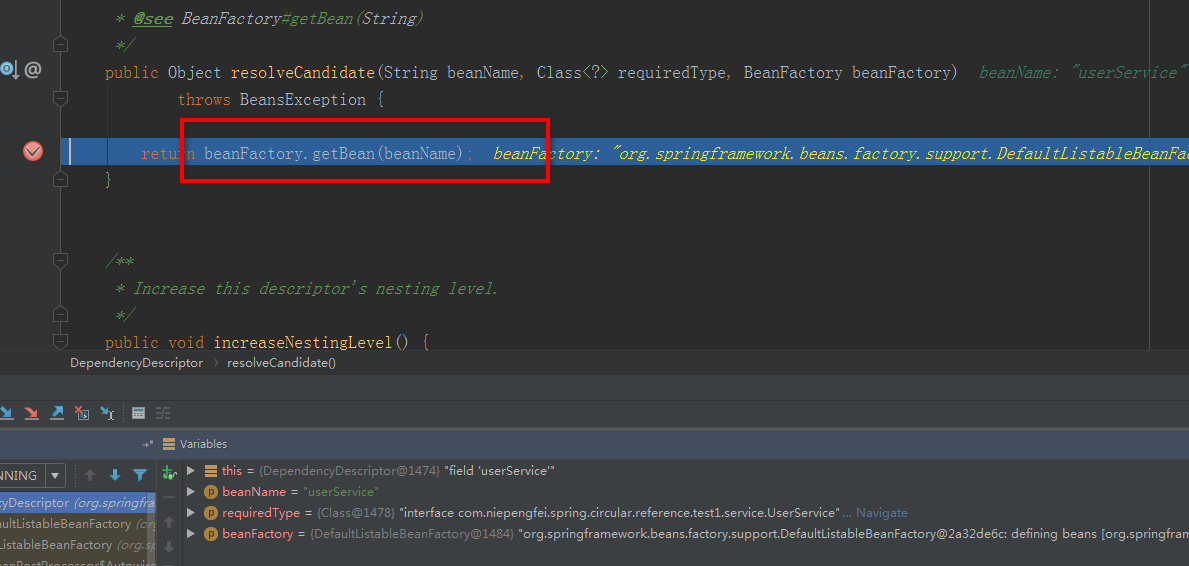 * @see BeanFactory#getBean(String)
*/
public Object resolveCandidate(String beanName, Class<?> requiredType, BeanFactory beanFactory) beanName: "userService"
throws BeansException {
return beanFactory.getBean(beanName); beanFactory: "org.springframework.beans.factory.support.DefaultListableBeanFac
}
/**
* Increase this descriptor's nesting level.
*/
public void increaseNestingLevel() {
DependencyDescriptor › resolveCandidate()
Variables
NNING
this = {DependencyDescriptor@1474} "field 'userService'"
cyDescriptor (org.springfra
beanName = "userService"
requiredType = {Class@1478} "interface com.niepengfei.spring.circular.reference.test1.service.UserService"... Navigate
aultListableBeanFactory (org
beanFactory = {DefaultListableBeanFactory@1484} "org.springframework.beans.factory.support.DefaultListableBeanFactory@2a32de6c: defining beans [org.springfram
ListableBeanFactory (org.sp